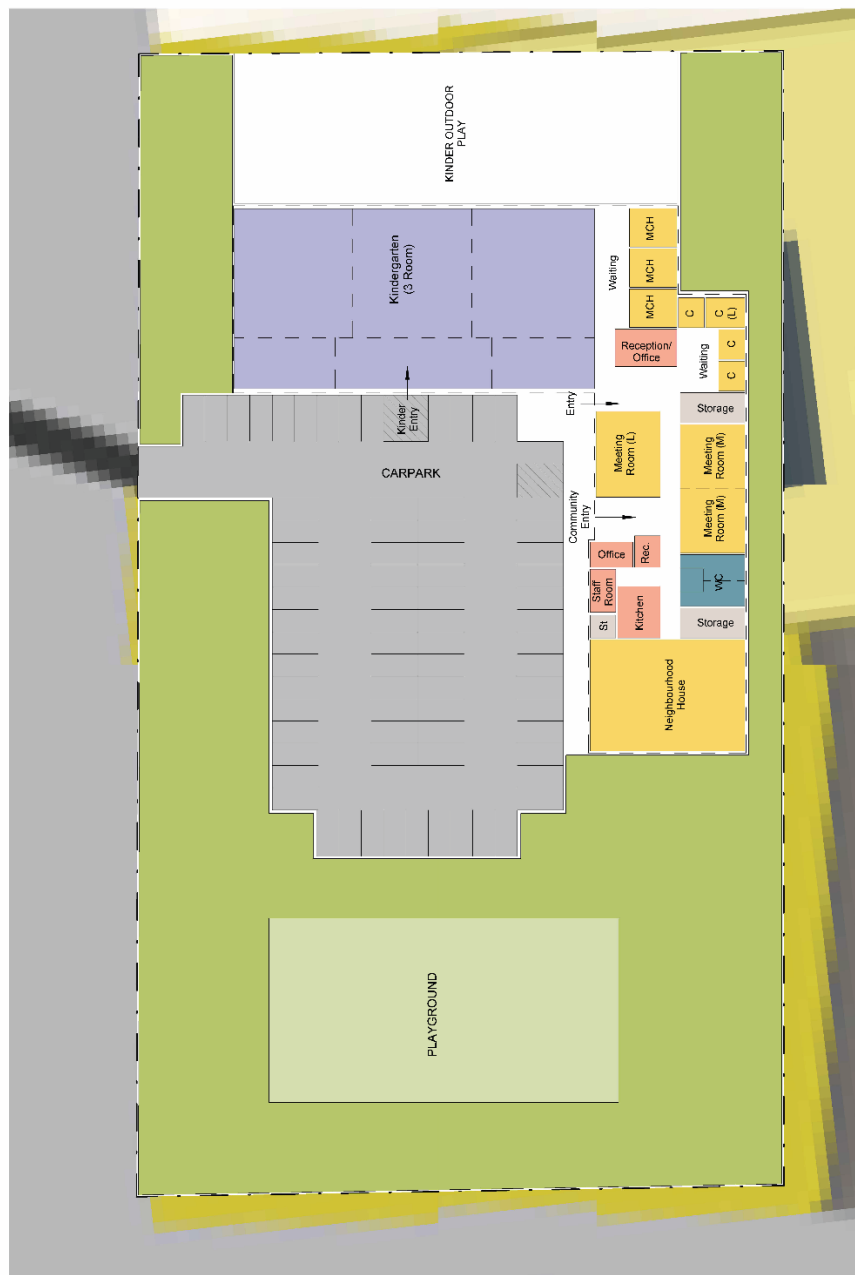 KINDER OUTDOOR
PLAY
Kindergarten
(3 Room)
Waiting
MCH
MCH
MCH
Reception/
Office
C
C
(L)
Waiting
C
C
Storage
Entry
Kinder
Entry
CARPARK
Meeting
Room (L)
Meeting
Room (M)
Meeting
Room (M)
Community
Entry
Office
Rec.
Staff
Room
St
Kitchen
WC
Storage
Neighbourhood
House
PLAYGROUND